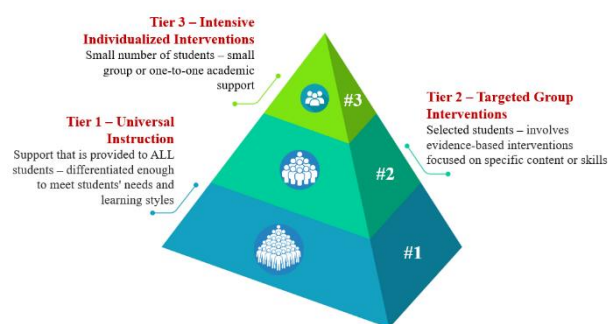 Tier 3 – Intensive
Individualized Interventions
Small number of students – small
group or one-to-one academic
support
#3
Tier 2 – Targeted Group
Interventions
Selected students – involves
evidence-based interventions
focused on specific content or skills
Tier 1 – Universal
Instruction
Support that is provided to ALL
students – differentiated enough
to meet students' needs and
learning styles
#2
#1